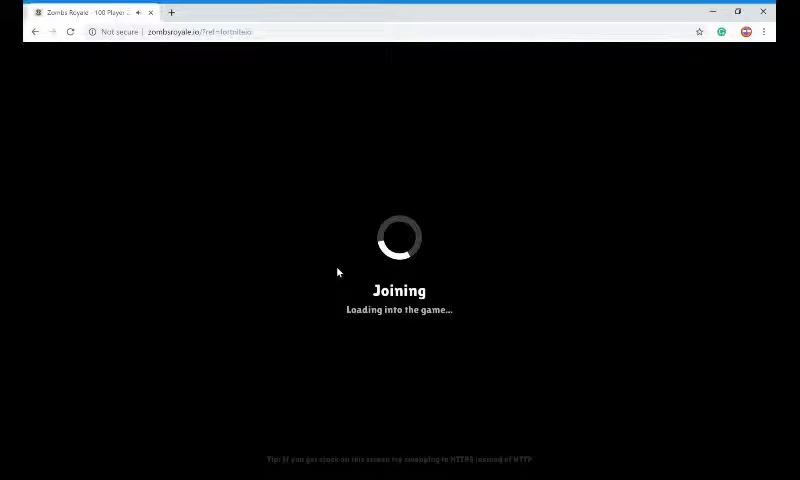 Zombs Royale - 100 Player 2
Not secure | zombsroyale.io/?ref=fortniteio
Joining
Loading into the game...
Tip: If you get stuck on this screen try swapping to HTTPS instead of HTTP